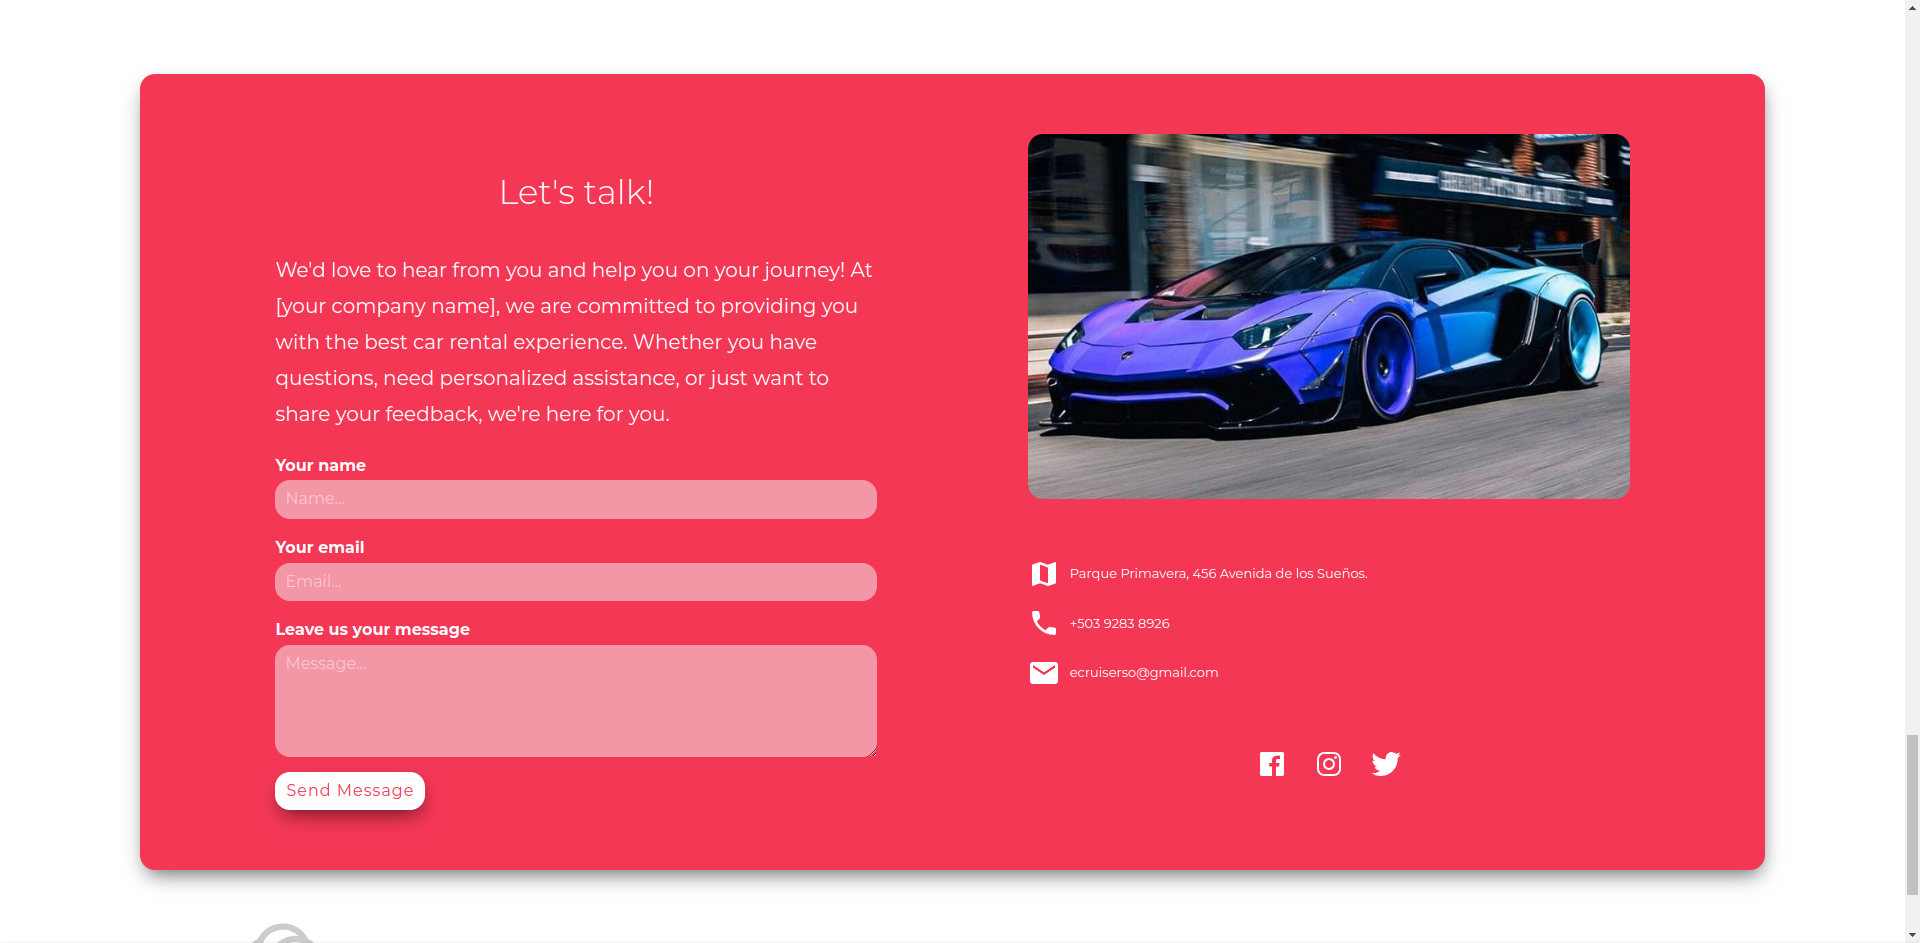 Let's talk!
We'd love to hear from you and help you on your journey! At
[your company name], we are committed to providing you
with the best car rental experience. Whether you have
questions, need personalized assistance, or just want to
share your feedback, we're here for you.
Your name
Name...
Your email
Email...
Leave us your message
Message...
Send Message
Parque Primavera, 456 Avenida de los Sueños.
+503 9283 8926
ecruiserso@gmail.com